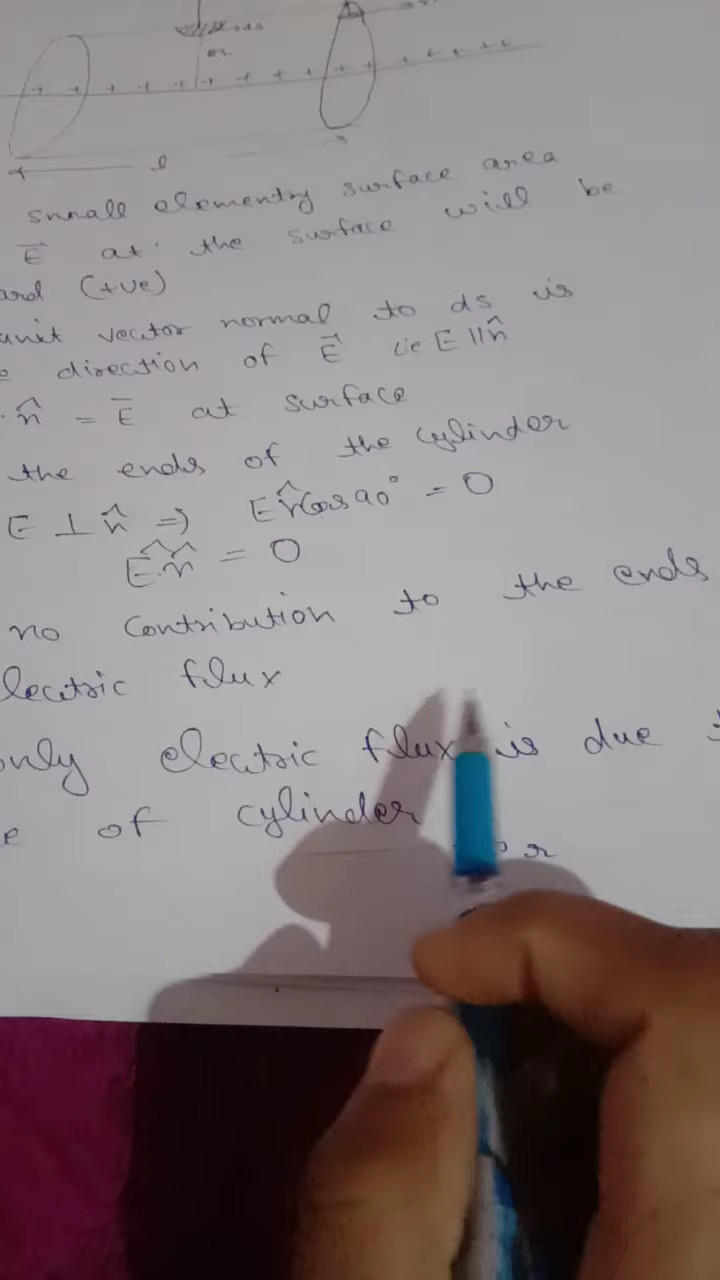 l
small elementry surface area
E⃗ at the surface will be
ard (+ve)
unit vector normal to ds is
e direction of E⃗ i.e E || n̂
. n̂ = E⃗ at surface
the ends of the cylinder
E ⊥ n̂ ⇒ E n̂ Cos 90° = 0
E.n̂ = 0
no contribution to the ends
lectric flux
only electric flux is due t
e of cylinder